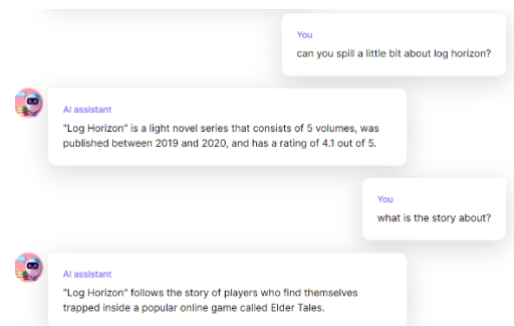 You
can you spill a little bit about log horizon?
AI assistant
"Log Horizon" is a light novel series that consists of 5 volumes, was
published between 2019 and 2020, and has a rating of 4.1 out of 5.
You
what is the story about?
AI assistant
"Log Horizon" follows the story of players who find themselves
trapped inside a popular online game called Elder Tales.